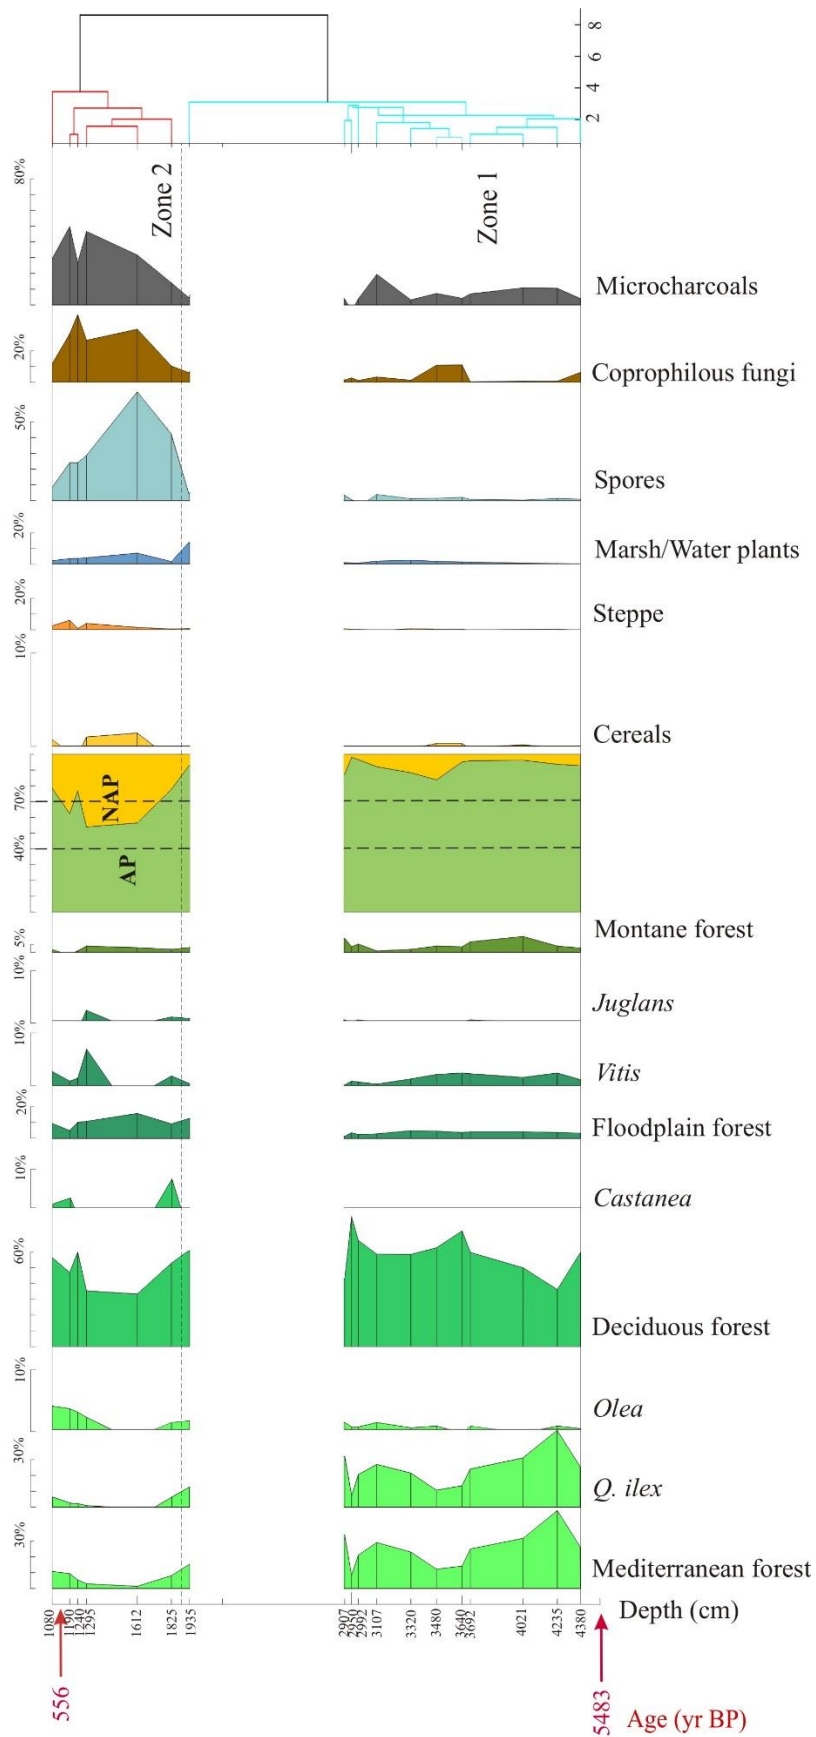 8
6
4
2
80%
Zone 2
Zone 1
Microcharcoals
20%
Coprophilous fungi
50%
Spores
20%
Marsh/Water plants
20%
Steppe
10%
Cereals
70%
NAP
40%
AP
Montane forest
5%
10%
Juglans
10%
Vitis
20%
Floodplain forest
10%
Castanea
60%
Deciduous forest
10%
Olea
30%
Q. ilex
30%
Mediterranean forest
1080
1190
1240
1295
1612
1825
1935
2907
2950
2992
3107
3320
3480
3640
3692
4021
4235
4380
Depth (cm)
556
5483
Age (yr BP)